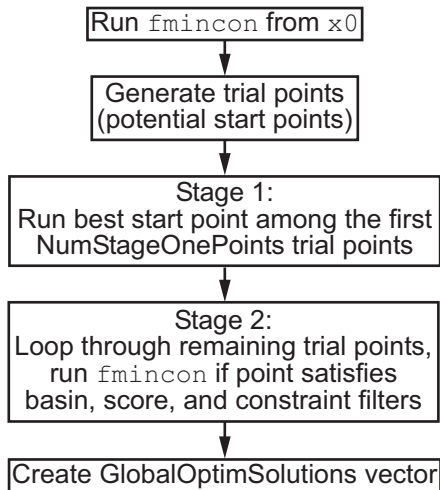 Run fmincon from x0
Generate trial points
(potential start points)
Stage 1:
Run best start point among the first
NumStageOnePoints trial points
Stage 2:
Loop through remaining trial points,
run fmincon if point satisfies
basin, score, and constraint filters
Create GlobalOptimSolutions vector